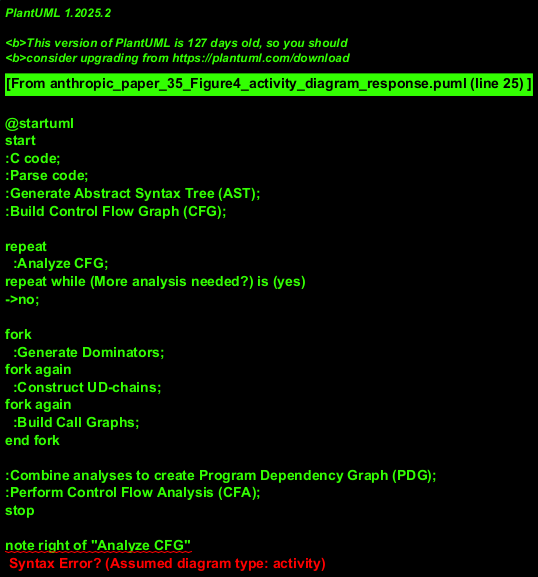 PlantUML 1.2025.2
<b>This version of PlantUML is 127 days old, so you should
<b>consider upgrading from https://plantuml.com/download
[From anthropic_paper_35_Figure4_activity_diagram_response.puml (line 25) ]
@startuml
start
:C code;
:Parse code;
:Generate Abstract Syntax Tree (AST);
:Build Control Flow Graph (CFG);
repeat
:Analyze CFG;
repeat while (More analysis needed?) is (yes)
->no;
fork
:Generate Dominators;
fork again
:Construct UD-chains;
fork again
:Build Call Graphs;
end fork
:Combine analyses to create Program Dependency Graph (PDG);
:Perform Control Flow Analysis (CFA);
stop
note right of "Analyze CFG"
Syntax Error? (Assumed diagram type: activity)